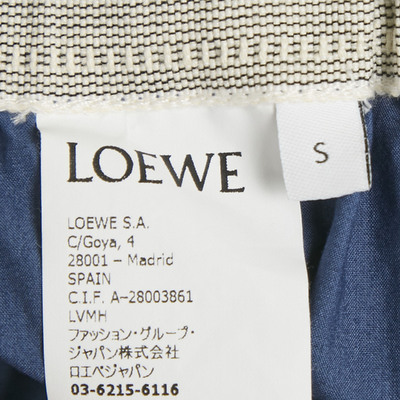 LOEWE
S
LOEWE S.A.
C/Goya, 4
28001 – Madrid
SPAIN
C.I.F. A-28003861
LVMH
ファッション・グループ・
ジャパン株式会社
ロエベジャパン
03-6215-6116